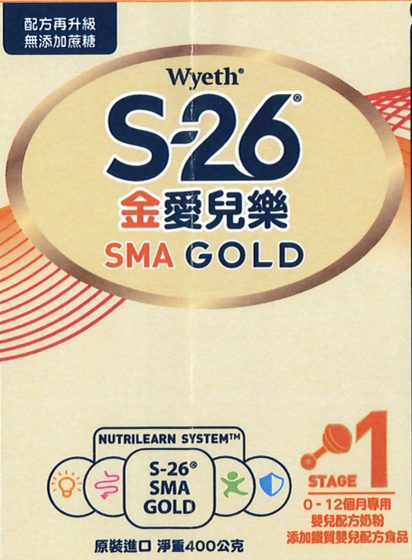 配方再升級
無添加蔗糖
Wyeth®
S-26®
金愛兒樂
SMA GOLD
NUTRILEARN SYSTEM™
S-26®
SMA
GOLD
1
STAGE
0-12個月專用
嬰兒配方奶粉
添加鐵質嬰兒配方食品
原裝進口 淨重400公克